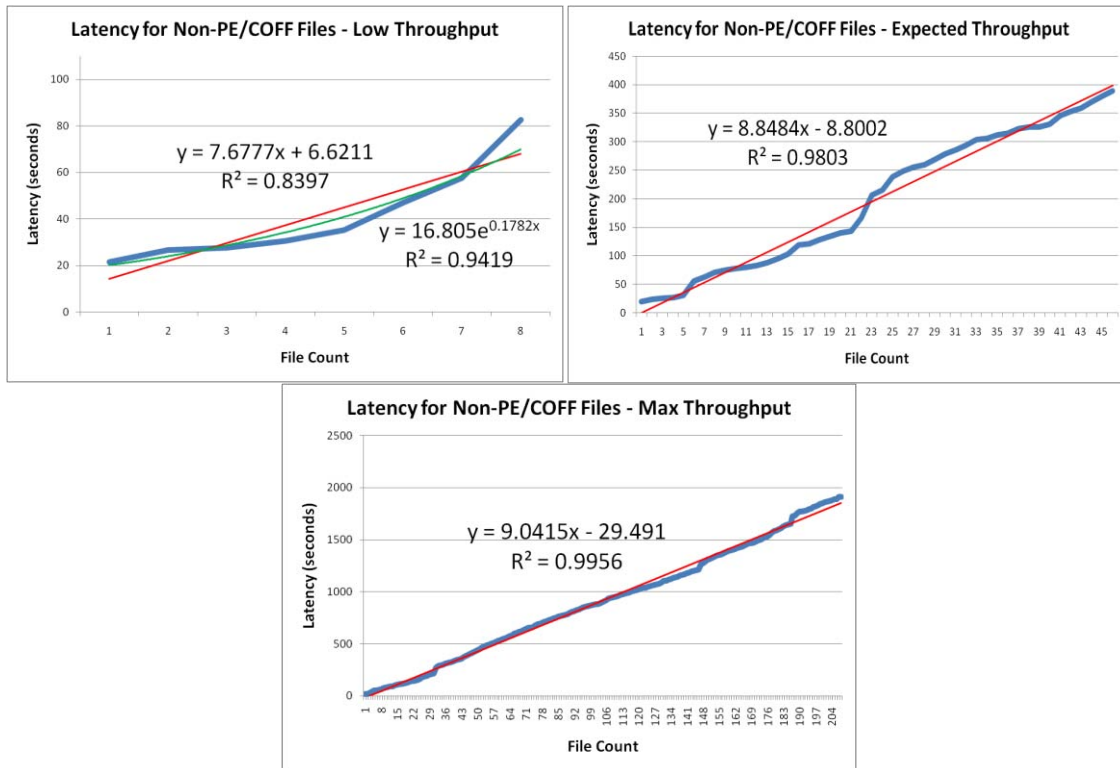 Latency for Non-PE/COFF Files - Low Throughput
Latency (seconds)
100
80
60
40
20
0
y = 7.6777x + 6.6211
R² = 0.8397
y = 16.805e^0.1782x
R² = 0.9419
1 2 3 4 5 6 7 8
File Count
Latency for Non-PE/COFF Files - Expected Throughput
Latency (seconds)
450
400
350
300
250
200
150
100
50
0
y = 8.8484x - 8.8002
R² = 0.9803
1 3 5 7 9 11 13 15 17 19 21 23 25 27 29 31 33 35 37 39 41 43 45
File Count
Latency for Non-PE/COFF Files - Max Throughput
Latency (seconds)
2500
2000
1500
1000
500
0
y = 9.0415x - 29.491
R² = 0.9956
1 8 15 22 29 36 43 50 57 64 71 78 85 92 99 106 113 120 127 134 141 148 155 162 169 176 183 190 197 204
File Count